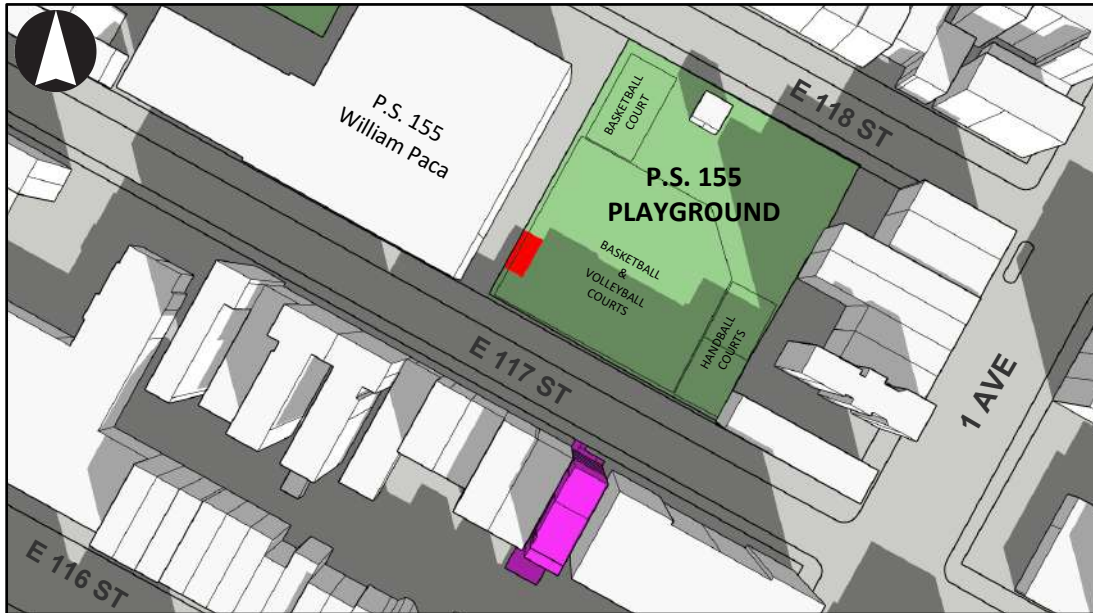 P.S. 155
William Paca
BASKETBALL
COURT
E 118 ST
P.S. 155
PLAYGROUND
BASKETBALL
&
VOLLEYBALL
COURTS
HANDBALL
COURTS
E 117 ST
1 AVE
E 116 ST